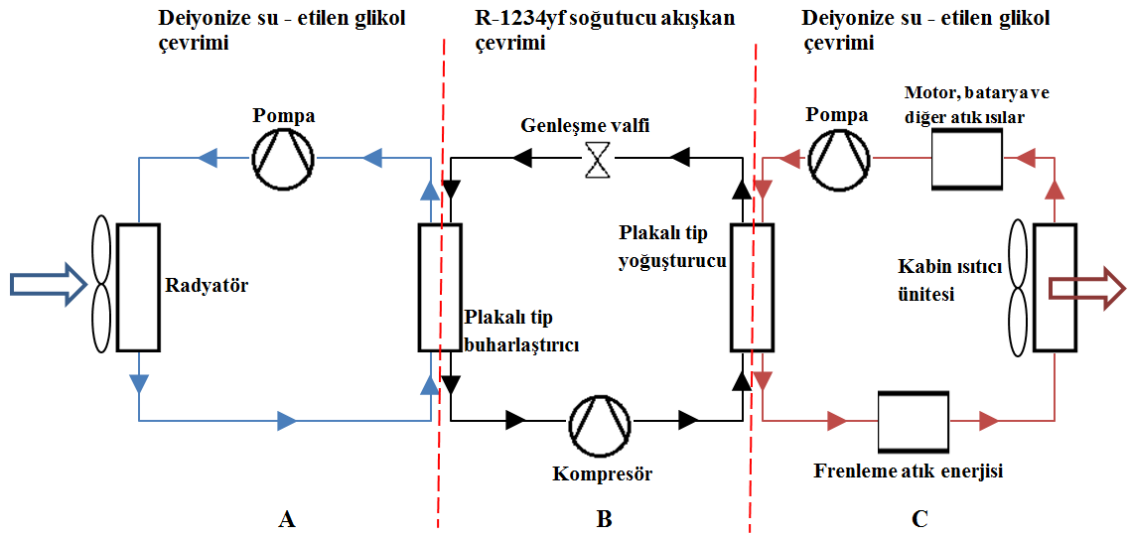 Deiyonize su - etilen glikol
çevrimi
R-1234yf soğutucu akışkan
çevrimi
Deiyonize su - etilen glikol
çevrimi
Pompa
Genleşme valfi
Pompa
Motor, batarya ve
diğer atık ısılar
Radyatör
Plakalı tip
buharlaştırıcı
Plakalı tip
yoğuşturucu
Kabin ısıtıcı
ünitesi
Kompresör
Frenleme atık enerjisi
A
B
C